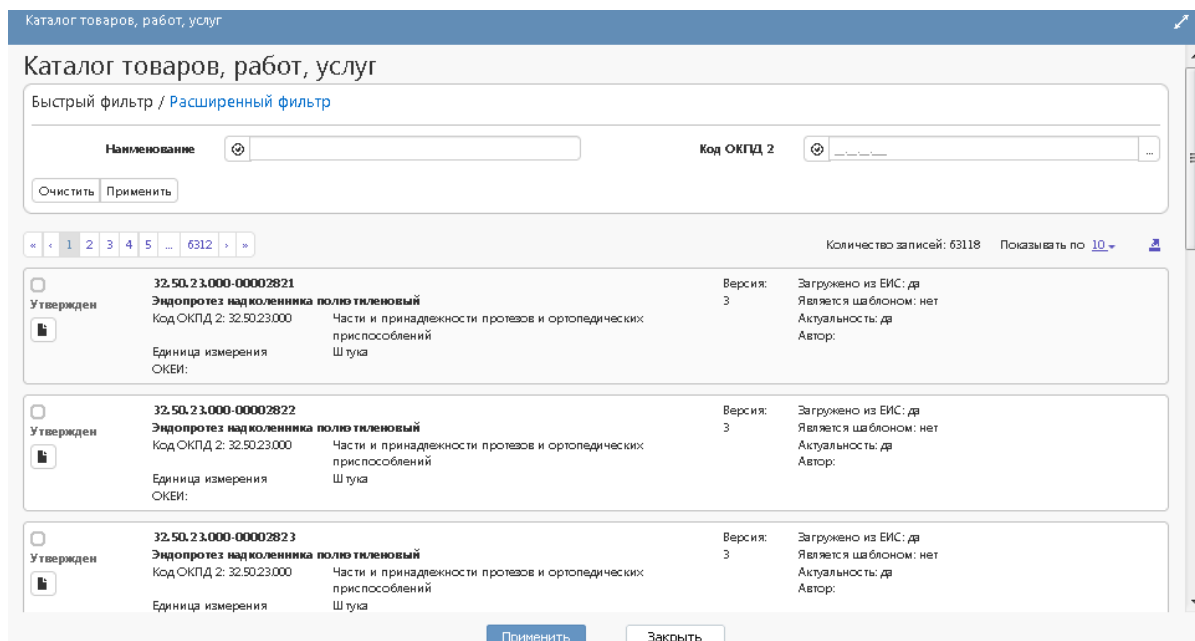 Каталог товаров, работ, услуг
Каталог товаров, работ, услуг
Быстрый фильтр / Расширенный фильтр
Наименование
Код ОКПД 2 __.__.__.___ ...
Очистить Применить
« ‹ 1 2 3 4 5 ... 6312 › »
Количество записей: 63118 Показывать по 10
32.50.23.000-00002821 Версия: Загружено из ЕИС: да
Утвержден Эндопротез надколенника полиэтиленовый 3 Является шаблоном: нет
Код ОКПД 2: 32.50.23.000 Части и принадлежности протезов и ортопедических Актуальность: да
приспособлений Автор:
Единица измерения Штука
ОКЕИ:
32.50.23.000-00002822 Версия: Загружено из ЕИС: да
Утвержден Эндопротез надколенника полиэтиленовый 3 Является шаблоном: нет
Код ОКПД 2: 32.50.23.000 Части и принадлежности протезов и ортопедических Актуальность: да
приспособлений Автор:
Единица измерения Штука
ОКЕИ:
32.50.23.000-00002823 Версия: Загружено из ЕИС: да
Утвержден Эндопротез надколенника полиэтиленовый 3 Является шаблоном: нет
Код ОКПД 2: 32.50.23.000 Части и принадлежности протезов и ортопедических Актуальность: да
приспособлений Автор:
Единица измерения Штука
Применить Закрыть